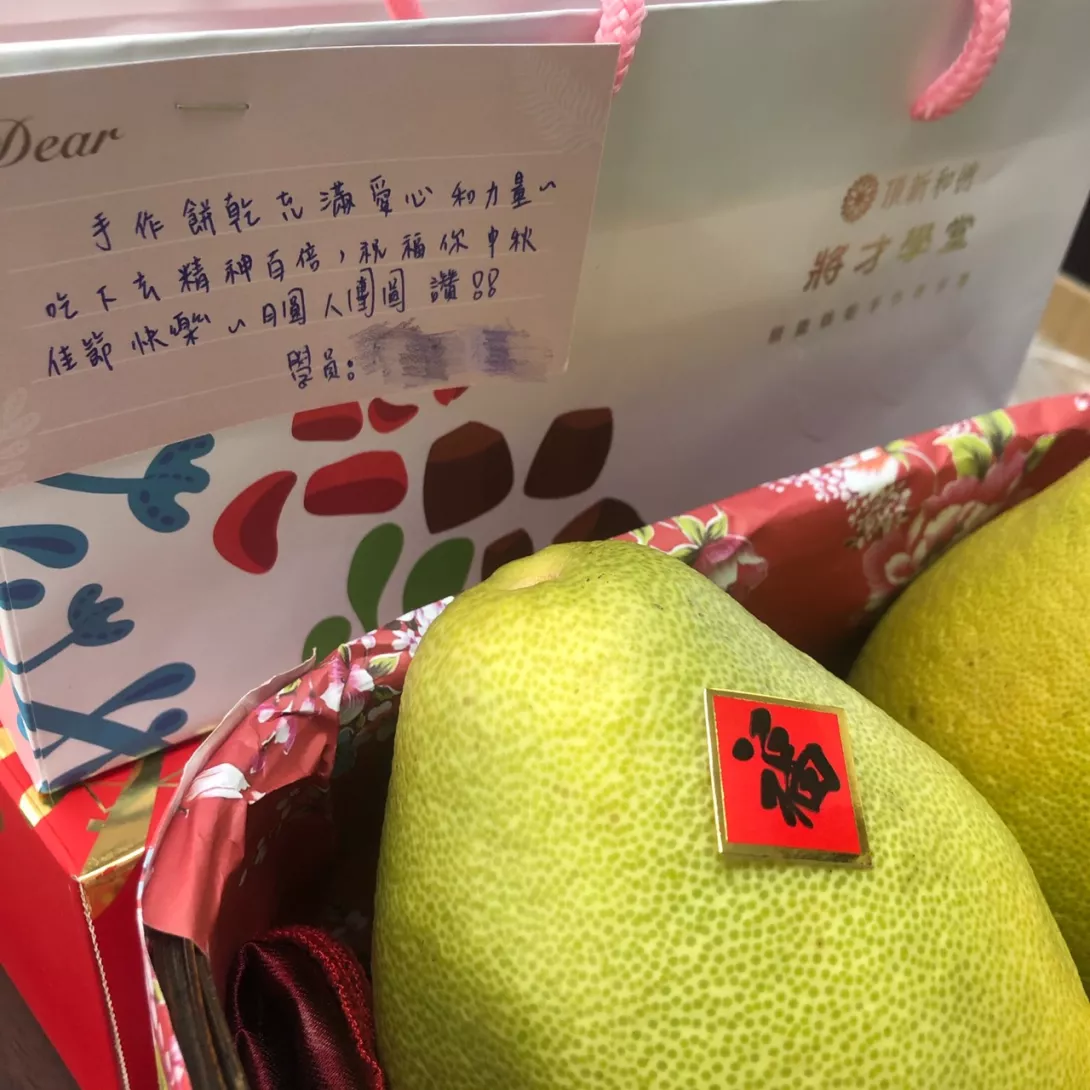 Dear
手作餅乾充滿愛心和力量~
吃下去精神百倍,祝福你中秋
佳節快樂~月圓人團圓 讚!!
學員:
頂新和德
將才學堂
福